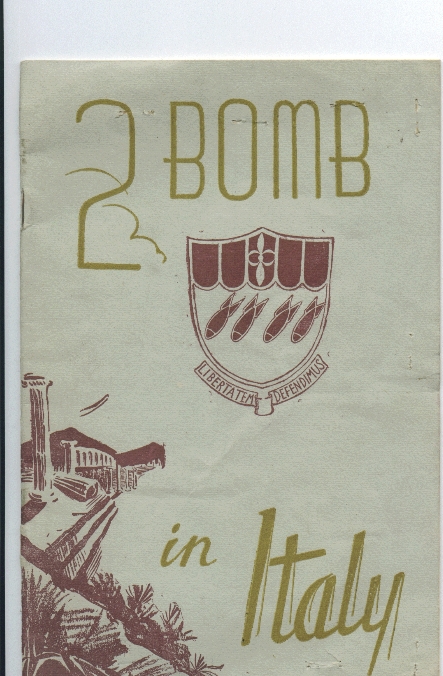 2 BOMB
LIBERTATEM DEFENDIMUS
in Italy